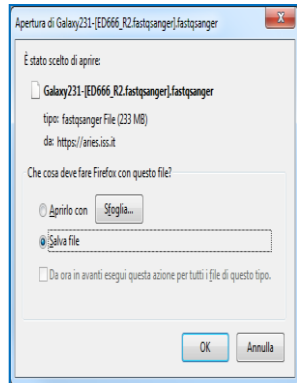 Apertura di Galaxy231-[ED666_R2.fastqsanger].fastqsanger
È stato scelto di aprire:
Galaxy231-[ED666_R2.fastqsanger].fastqsanger
tipo: fastqsanger File (233 MB)
da: https://aries.iss.it
Che cosa deve fare Firefox con questo file?
Aprirlo con Sfoglia...
Salva file
Da ora in avanti esegui questa azione per tutti i file di questo tipo.
OK Annulla